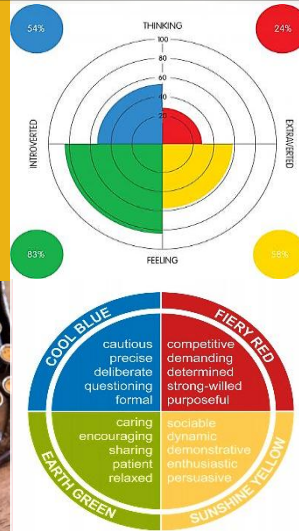 54%
THINKING
24%
100
80
60
40
20
INTROVERTED
EXTRAVERTED
83%
FEELING
58%
COOL BLUE
cautious
precise
deliberate
questioning
formal
FIERY RED
competitive
demanding
determined
strong-willed
purposeful
caring
encouraging
sharing
patient
relaxed
EARTH GREEN
sociable
dynamic
demonstrative
enthusiastic
persuasive
SUNSHINE YELLOW